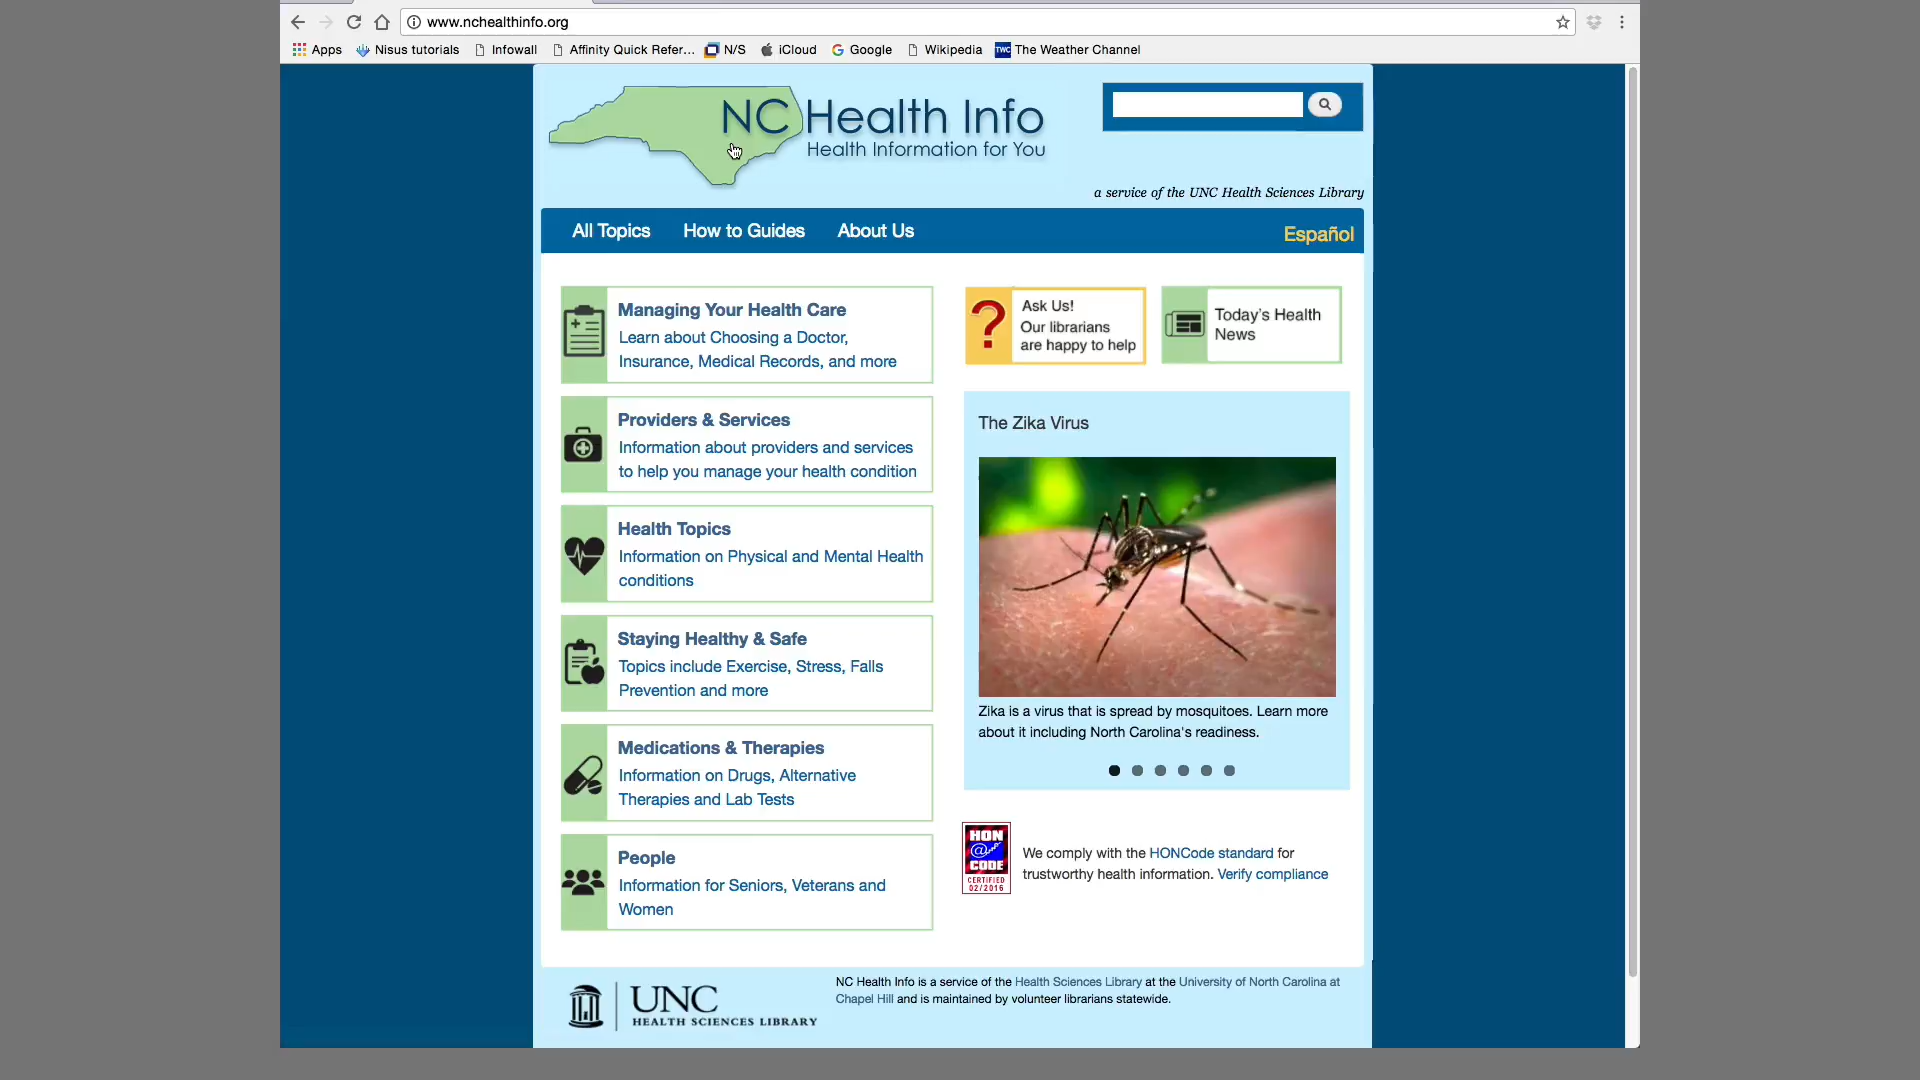 www.nchealthinfo.org
Apps Nisus tutorials Infowall Affinity Quick Refer... N/S iCloud Google Wikipedia TWC The Weather Channel
NC Health Info
Health Information for You
a service of the UNC Health Sciences Library
All Topics How to Guides About Us Español
Managing Your Health Care
Learn about Choosing a Doctor,
Insurance, Medical Records, and more
Providers & Services
Information about providers and services
to help you manage your health condition
Health Topics
Information on Physical and Mental Health
conditions
Staying Healthy & Safe
Topics include Exercise, Stress, Falls
Prevention and more
Medications & Therapies
Information on Drugs, Alternative
Therapies and Lab Tests
People
Information for Seniors, Veterans and
Women
?
Ask Us!
Our librarians
are happy to help
Today's Health
News
The Zika Virus
Zika is a virus that is spread by mosquitoes. Learn more
about it including North Carolina's readiness.
HON
CODE
CERTIFIED
02/2016
We comply with the HONCode standard for
trustworthy health information. Verify compliance
UNC
HEALTH SCIENCES LIBRARY
NC Health Info is a service of the Health Sciences Library at the University of North Carolina at
Chapel Hill and is maintained by volunteer librarians statewide.